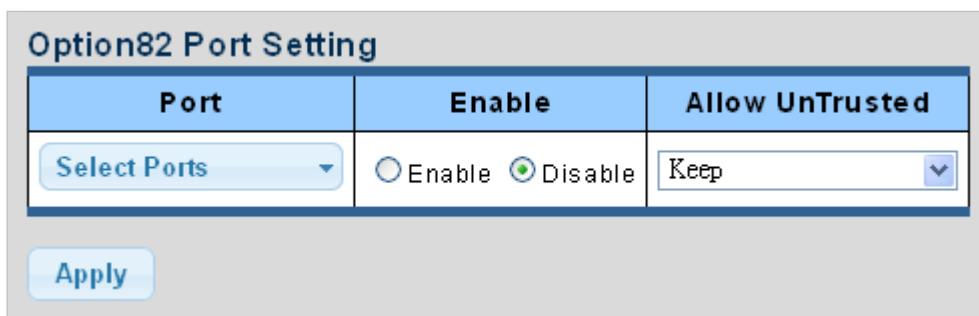 Option82 Port Setting
Port Enable Allow UnTrusted
Select Ports Enable Disable Keep
Apply